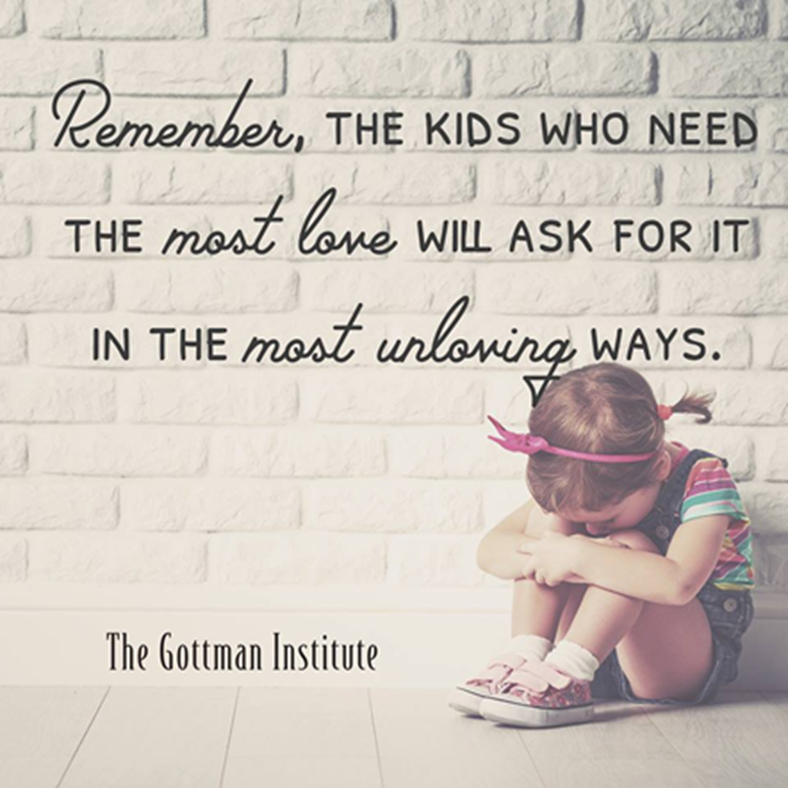 Remember, THE KIDS WHO NEED
THE most love WILL ASK FOR IT
IN THE most unloving WAYS.
The Gottman Institute